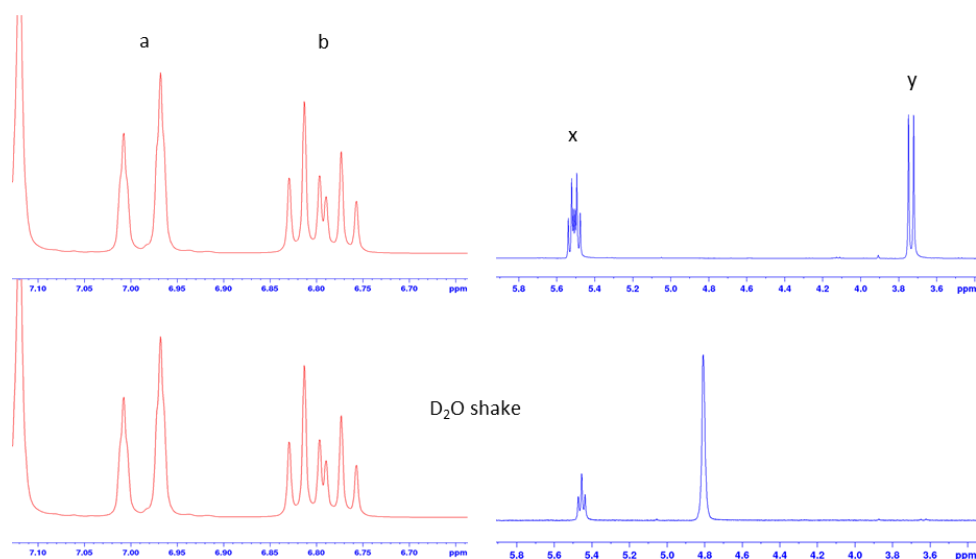 a
b
x
y
7.10 7.05 7.00 6.95 6.90 6.85 6.80 6.75 6.70 ppm
5.8 5.6 5.4 5.2 5.0 4.8 4.6 4.4 4.2 4.0 3.8 3.6 ppm
D₂O shake
7.10 7.05 7.00 6.95 6.90 6.85 6.80 6.75 6.70 ppm
5.8 5.6 5.4 5.2 5.0 4.8 4.6 4.4 4.2 4.0 3.8 3.6 ppm